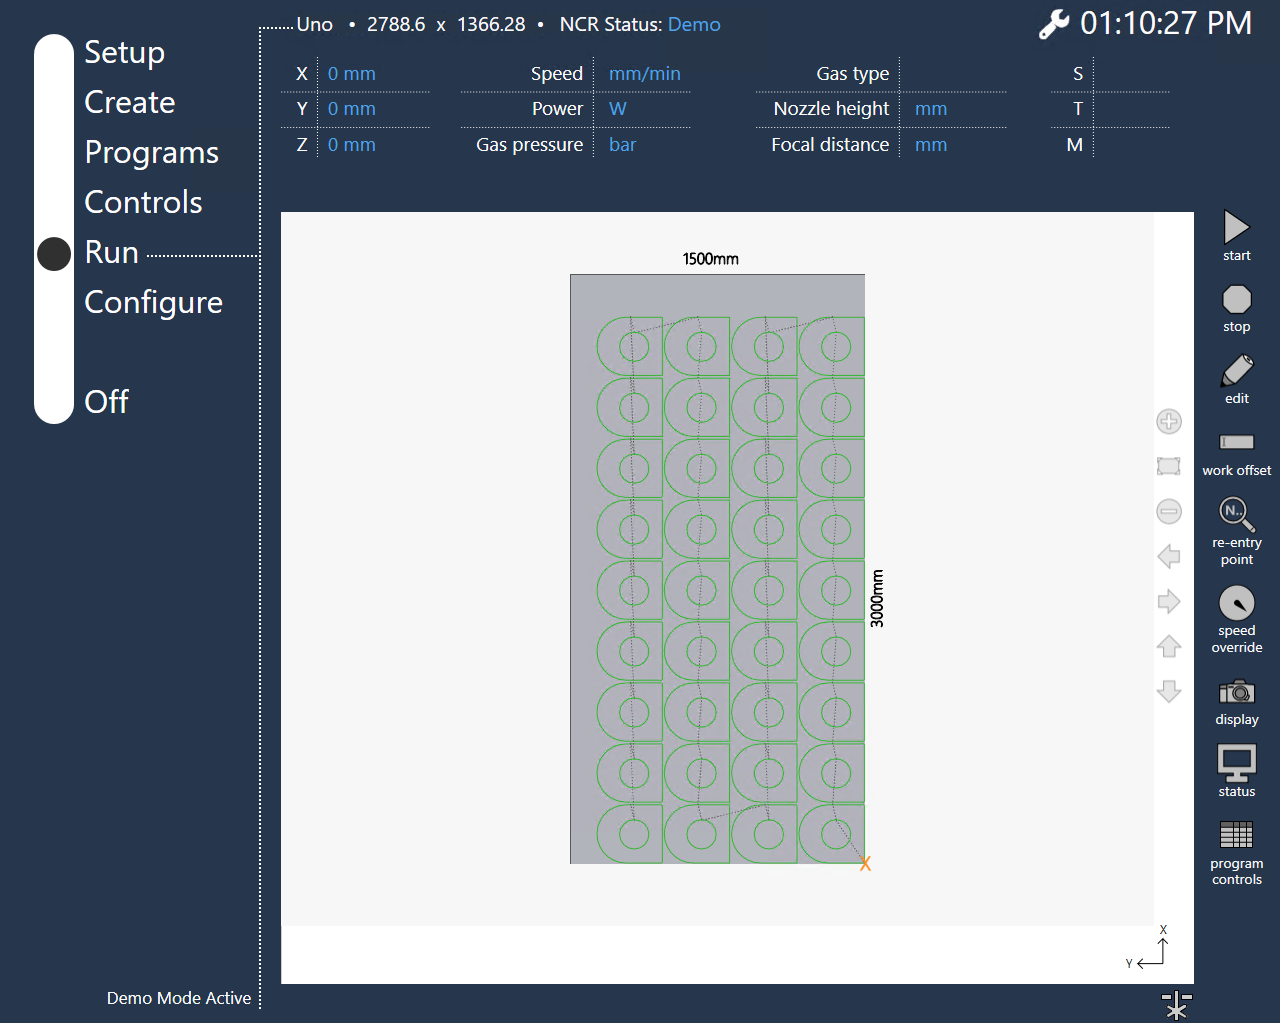 Uno • 2788.6 x 1366.28 • NCR Status: Demo
01:10:27 PM
Setup
Create
Programs
Controls
Run
Configure
Off
X 0 mm Speed mm/min Gas type S
Y 0 mm Power W Nozzle height mm T
Z 0 mm Gas pressure bar Focal distance mm M
1500mm
3000mm
X
start
stop
edit
work offset
N..
re-entry
point
speed
override
display
status
program
controls
X
Y
Demo Mode Active